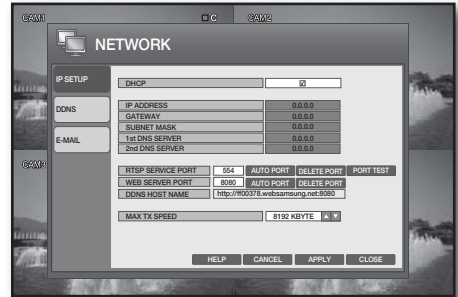 CAM1 C CAM2
NETWORK
IP SETUP
DHCP ☑
DDNS
IP ADDRESS 0.0.0.0
GATEWAY 0.0.0.0
SUBNET MASK 0.0.0.0
E-MAIL
1st DNS SERVER 0.0.0.0
2nd DNS SERVER 0.0.0.0
CAM3
RTSP SERVICE PORT 554 AUTO PORT DELETE PORT PORT TEST
WEB SERVER PORT 8080 AUTO PORT DELETE PORT
DDNS HOST NAME http://ff00378.websamsung.net:8080
MAX TX SPEED 8192 KBYTE
HELP CANCEL APPLY CLOSE